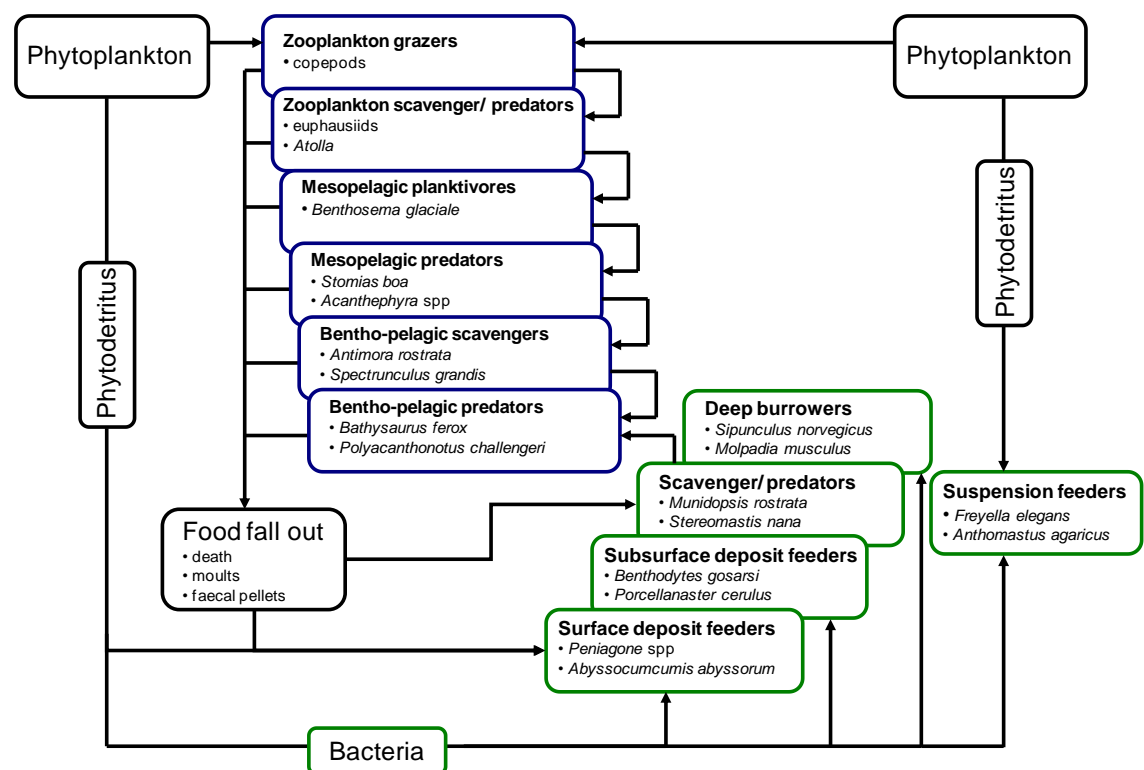 Phytoplankton
Zooplankton grazers
• copepods
Phytoplankton
Zooplankton scavenger/ predators
• euphausiids
• Atolla
Mesopelagic planktivores
• Benthosema glaciale
Mesopelagic predators
• Stomias boa
• Acanthephyra spp
Bentho-pelagic scavengers
• Antimora rostrata
• Spectrunculus grandis
Bentho-pelagic predators
• Bathysaurus ferox
• Polyacanthonotus challengeri
Phytodetritus
Phytodetritus
Deep burrowers
• Sipunculus norvegicus
• Molpadia musculus
Scavenger/ predators
• Munidopsis rostrata
• Stereomastis nana
Suspension feeders
• Freyella elegans
• Anthomastus agaricus
Food fall out
• death
• moults
• faecal pellets
Subsurface deposit feeders
• Benthodytes gosarsi
• Porcellanaster cerulus
Surface deposit feeders
• Peniagone spp
• Abyssocumcumis abyssorum
Bacteria